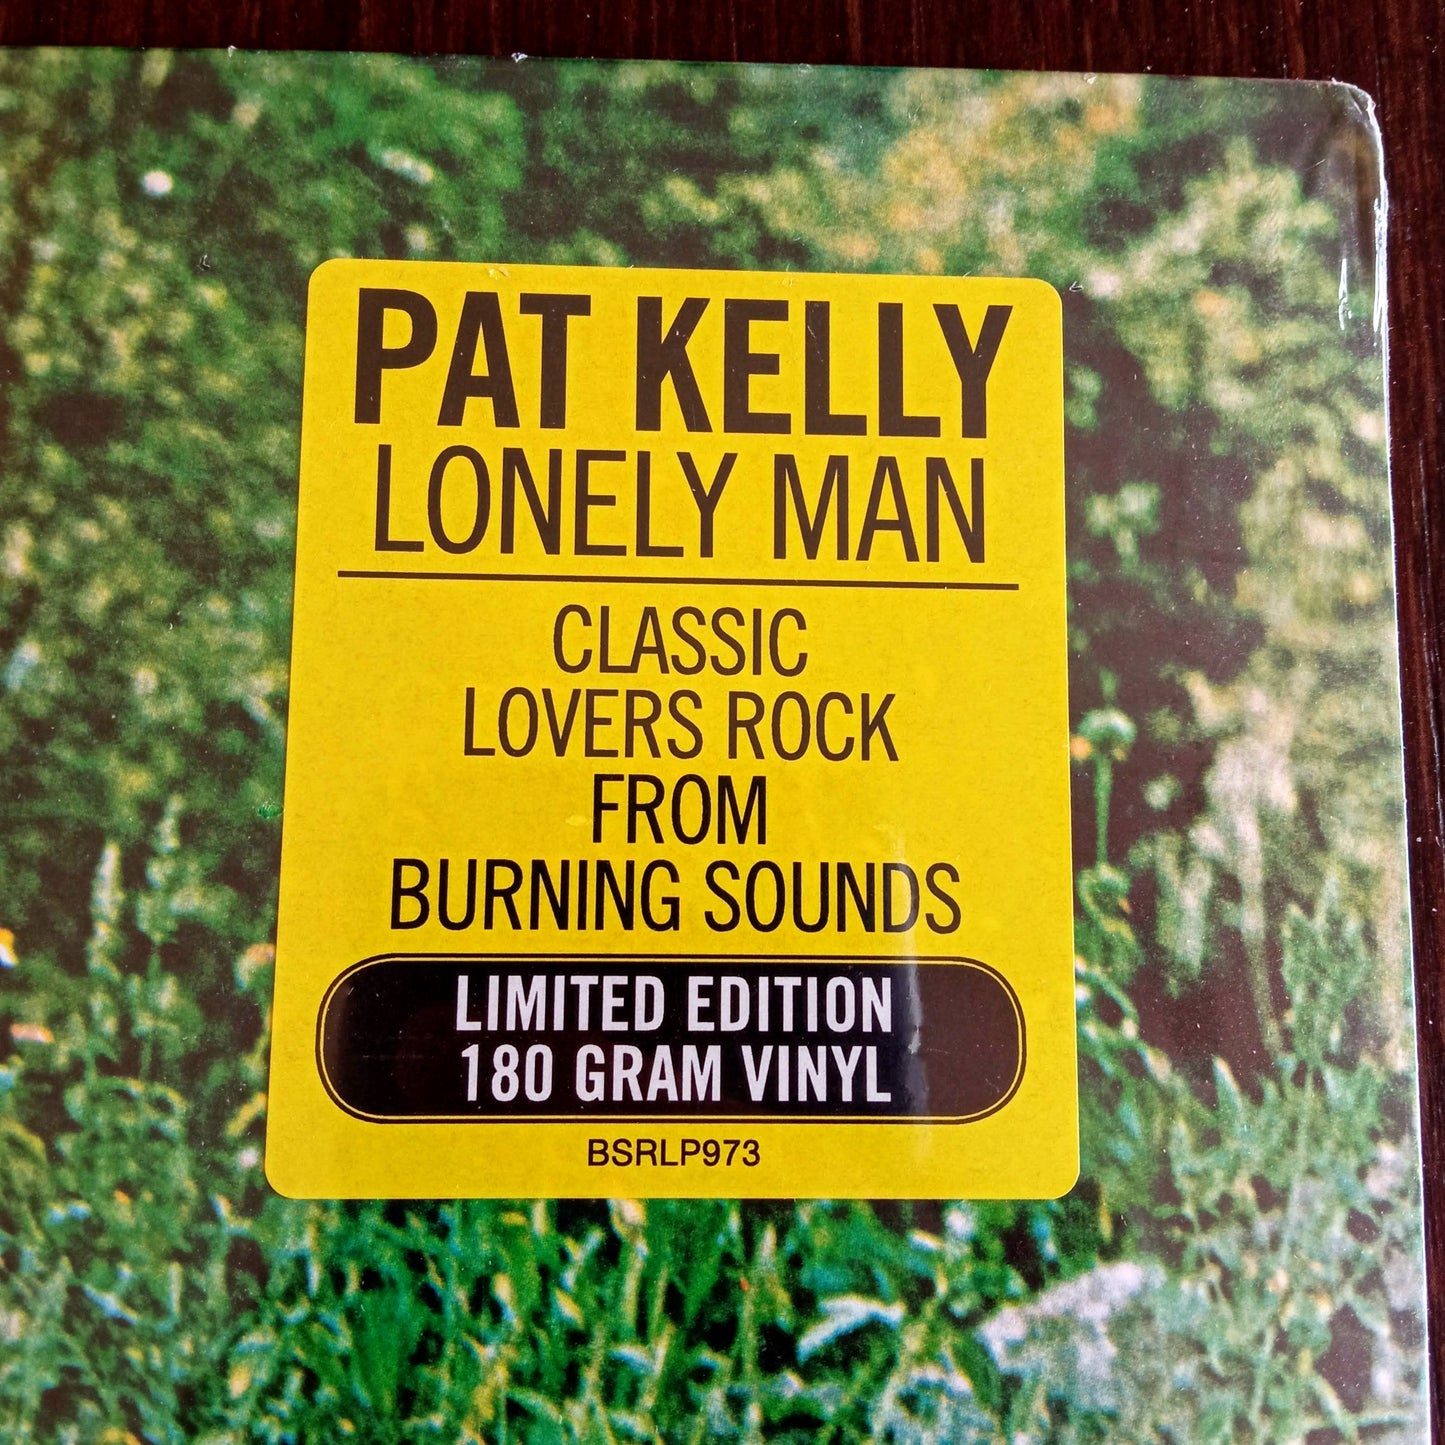 PAT KELLY
LONELY MAN
CLASSIC
LOVERS ROCK
FROM
BURNING SOUNDS
LIMITED EDITION
180 GRAM VINYL
BSRLP973